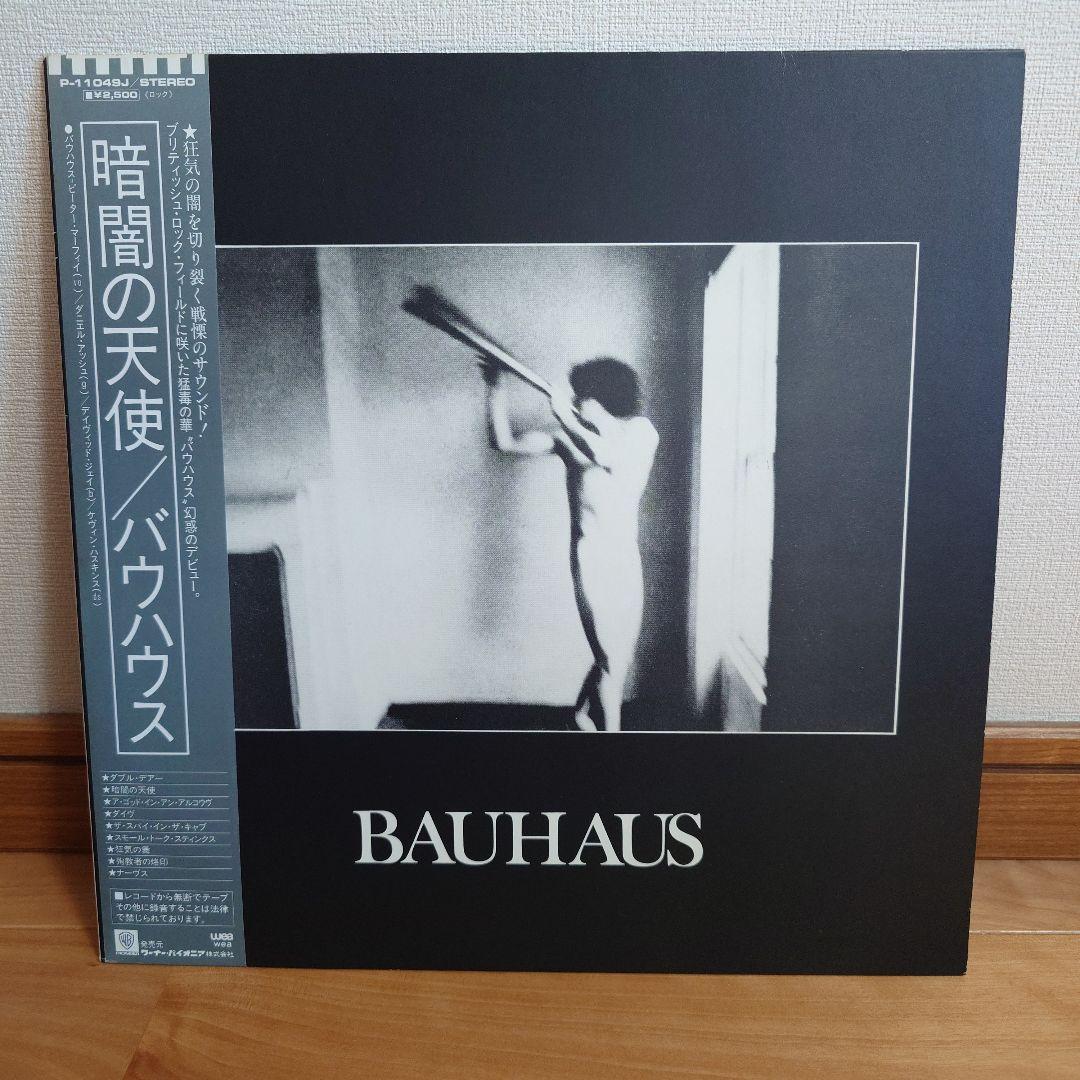 P-11049J/STEREO
■¥2,500 (ロック)
★狂気の闇を切り裂く戦慄のサウンド!
ブリティッシュ・ロック・フィールドに咲いた猛毒の華“バウハウス”幻惑のデビュー。
暗闇の天使/バウハウス
●バウハウス=ピーター・マーフィイ(vo)/ダニエル・アッシュ(g)/デイヴィッド・ジェイ(b)/ケヴィン・ハスキンス(ds)
★ダブル・デアー
★暗闇の天使
★ア・ゴッド・イン・アン・アルコウヴ
★ダイヴ
★ザ・スパイ・イン・ザ・キャブ
★スモール・トーク・スティンクス
★狂気の
★殉教者の烙印
★ナーヴス
■レコードから無断でテープ
その他に録音することは法律
で禁じられております。
発売元
ワーナー・パイオニア株式会社
PIONEER
wea
wea
BAUHAUS